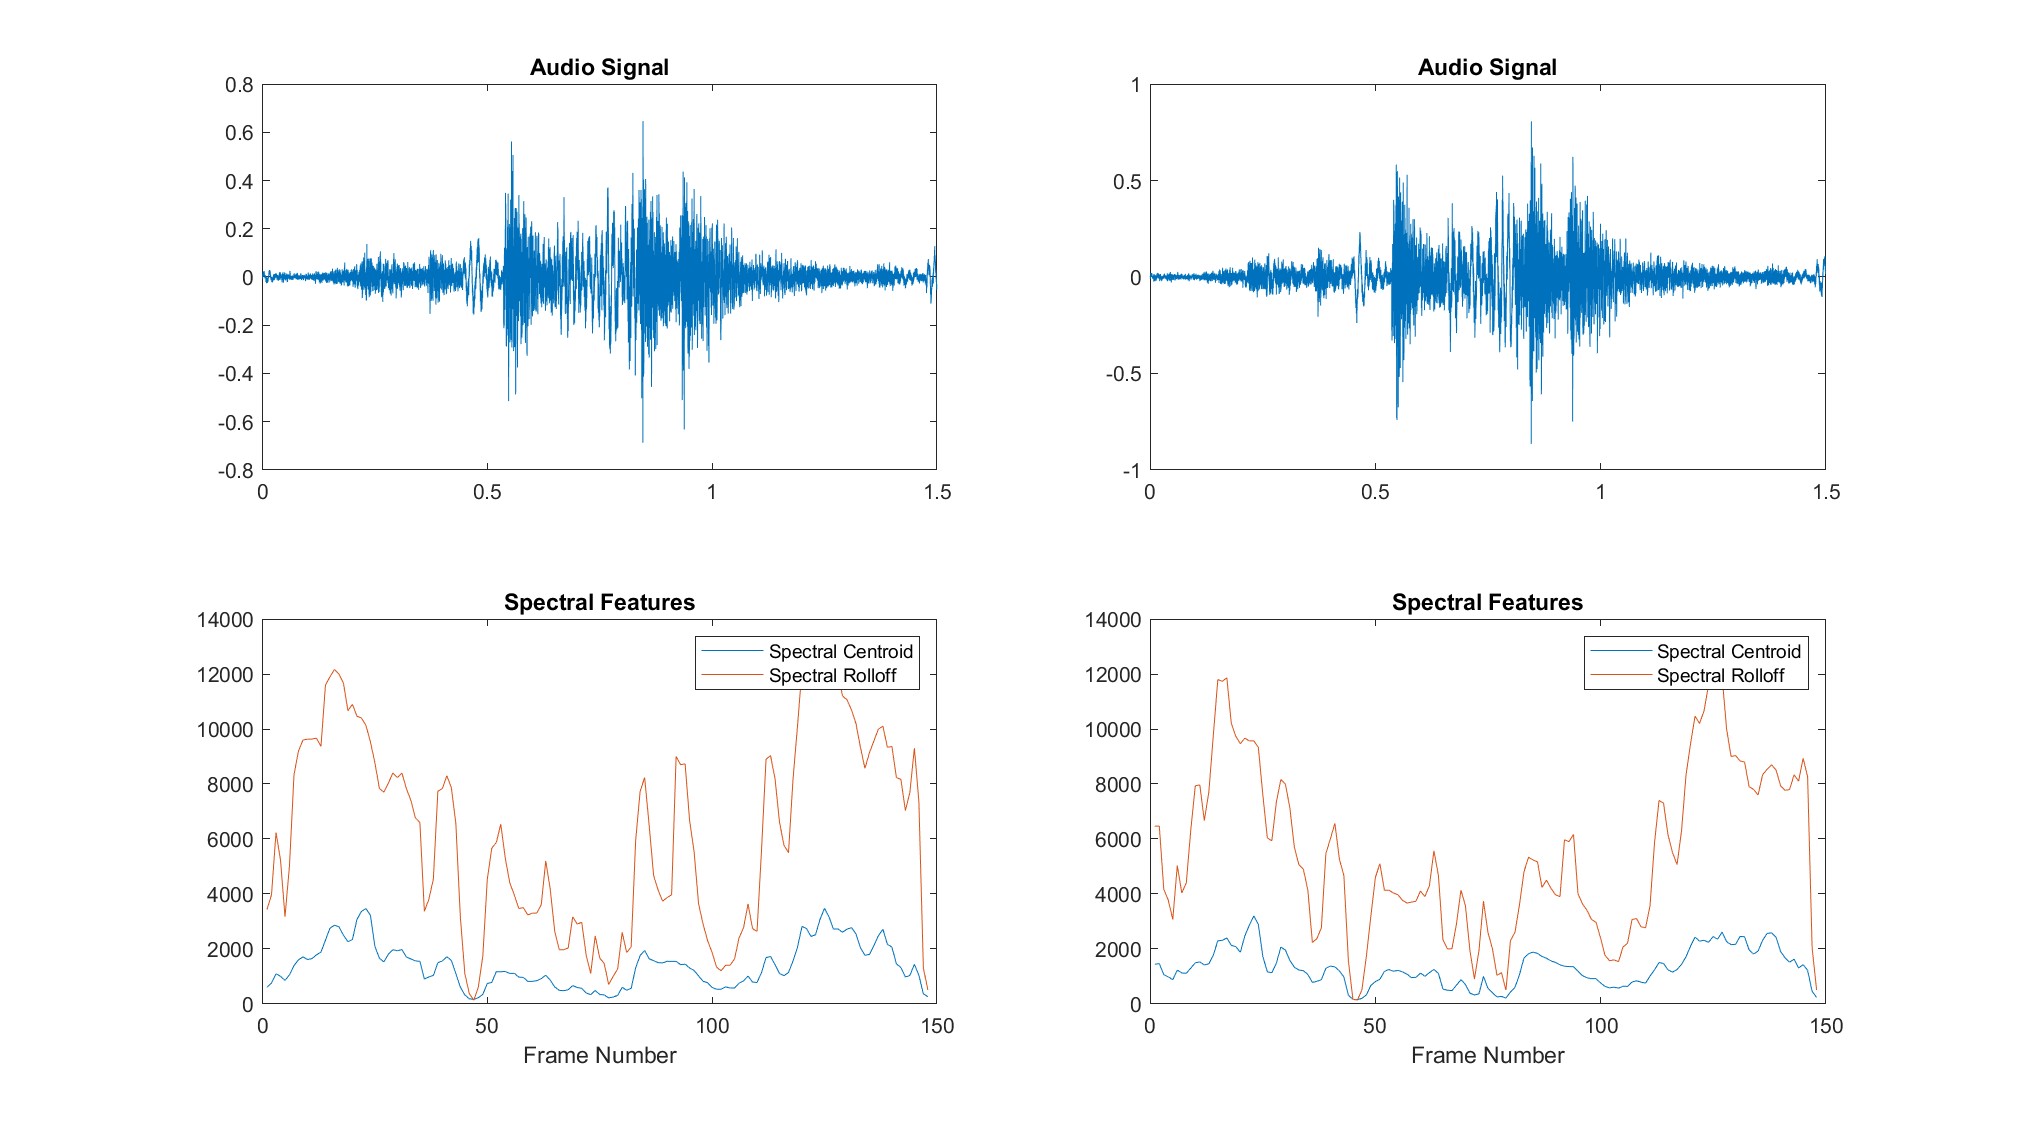 Audio Signal
0.8
0.6
0.4
0.2
0
-0.2
-0.4
-0.6
-0.8
0 0.5 1 1.5
Audio Signal
1
0.5
0
-0.5
-1
0 0.5 1 1.5
Spectral Features
14000
12000
10000
8000
6000
4000
2000
0
Spectral Centroid
Spectral Rolloff
0 50 100 150
Frame Number
Spectral Features
14000
12000
10000
8000
6000
4000
2000
0
Spectral Centroid
Spectral Rolloff
0 50 100 150
Frame Number